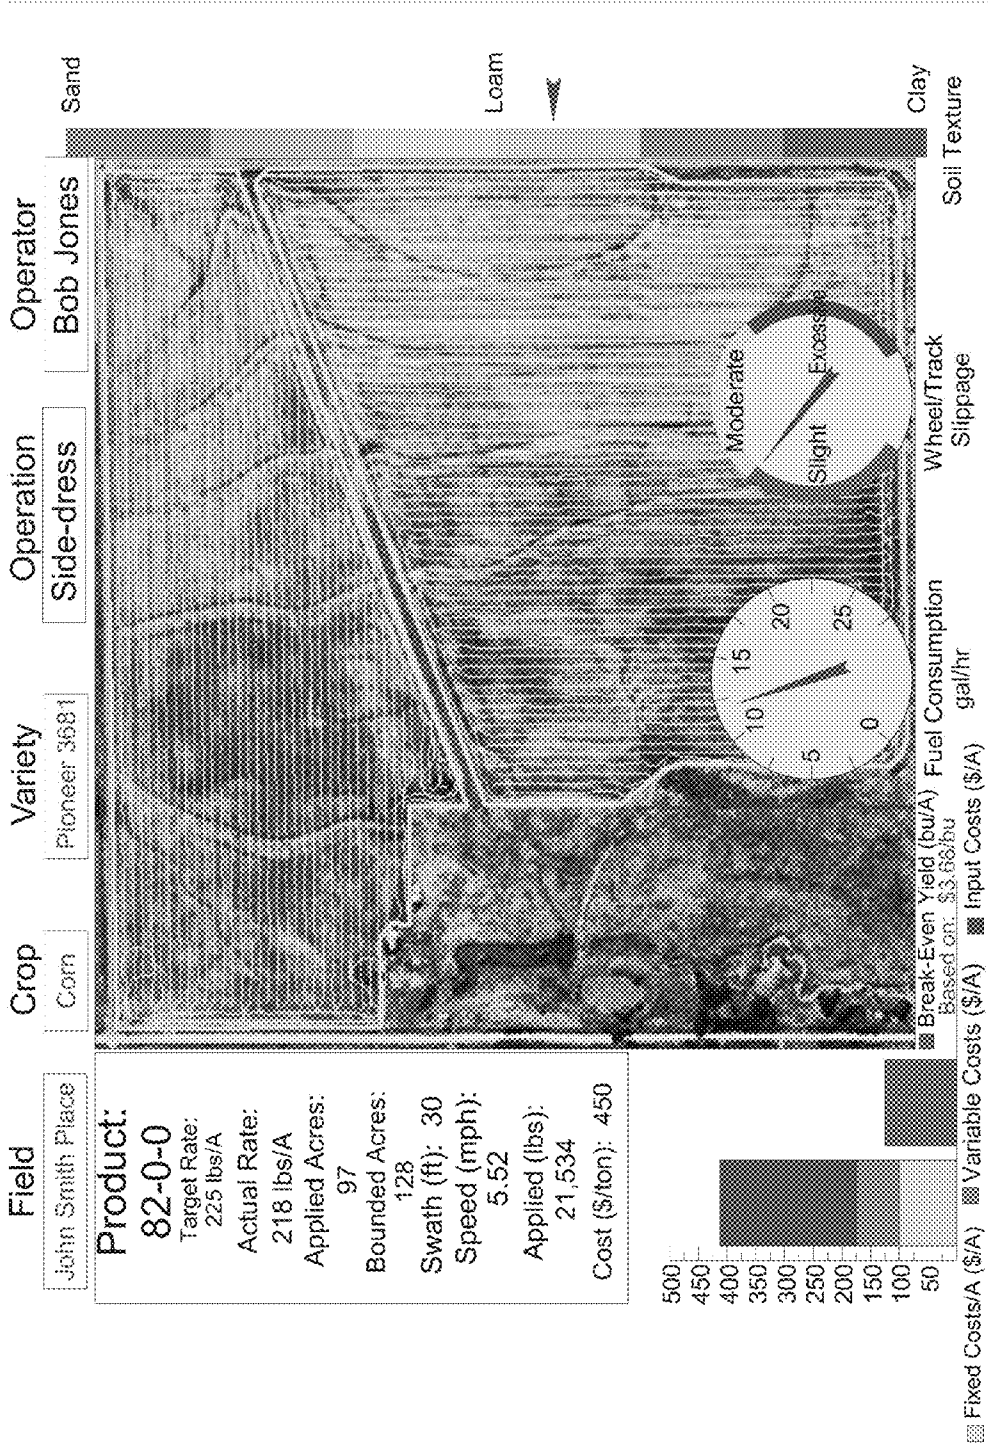 Field
John Smith Place
Crop
Corn
Variety
Pioneer 3681
Operation
Side-dress
Operator
Bob Jones
Product:
82-0-0
Target Rate:
225 lbs/A
Actual Rate:
218 lbs/A
Applied Acres:
97
Bounded Acres:
128
Swath (ft): 30
Speed (mph):
5.52
Applied (lbs):
21,534
Cost ($/ton): 450
Sand
Loam
Clay
Soil Texture
500
450
400
350
300
250
200
150
100
50
Break-Even Yield (bu/A)
Based on: $3.68/bu
Fixed Costs/A ($/A)
Variable Costs ($/A)
Input Costs ($/A)
0
5
10
15
20
25
Fuel Consumption
gal/hr
Slight
Moderate
Excessive
Wheel/Track
Slippage